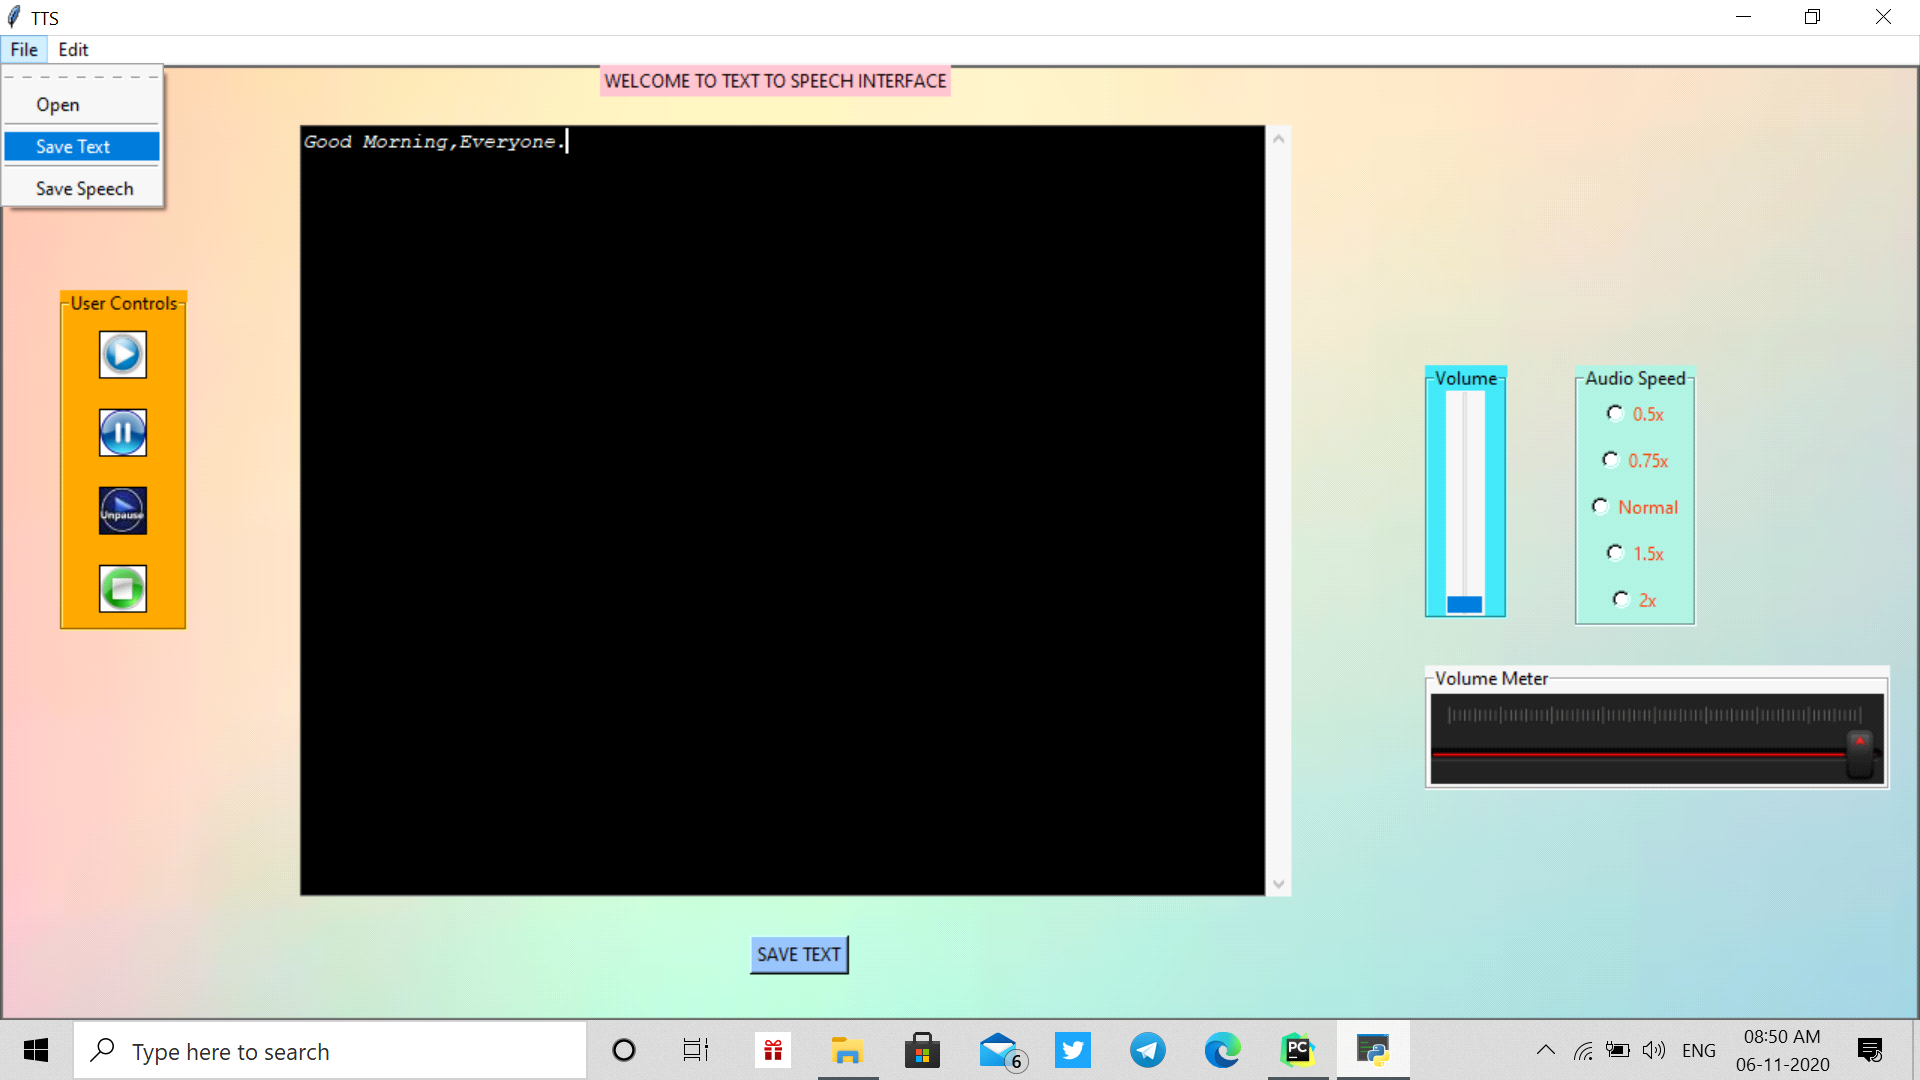 TTS
File Edit
WELCOME TO TEXT TO SPEECH INTERFACE
Open
Save Text
Save Speech
Good Morning,Everyone.
User Controls
Unpause
Volume
Audio Speed
0.5x
0.75x
Normal
1.5x
2x
Volume Meter
SAVE TEXT
Type here to search
6
PC
ENG
08:50 AM
06-11-2020